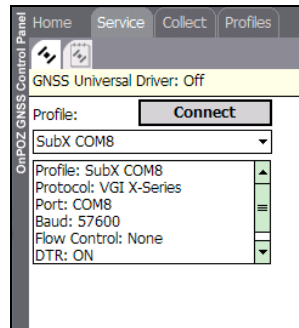 OnPOZ GNSS Control Panel
Home Service Collect Profiles
GNSS Universal Driver: Off
Profile: Connect
SubX COM8
Profile: SubX COM8
Protocol: VGI X-Series
Port: COM8
Baud: 57600
Flow Control: None
DTR: ON